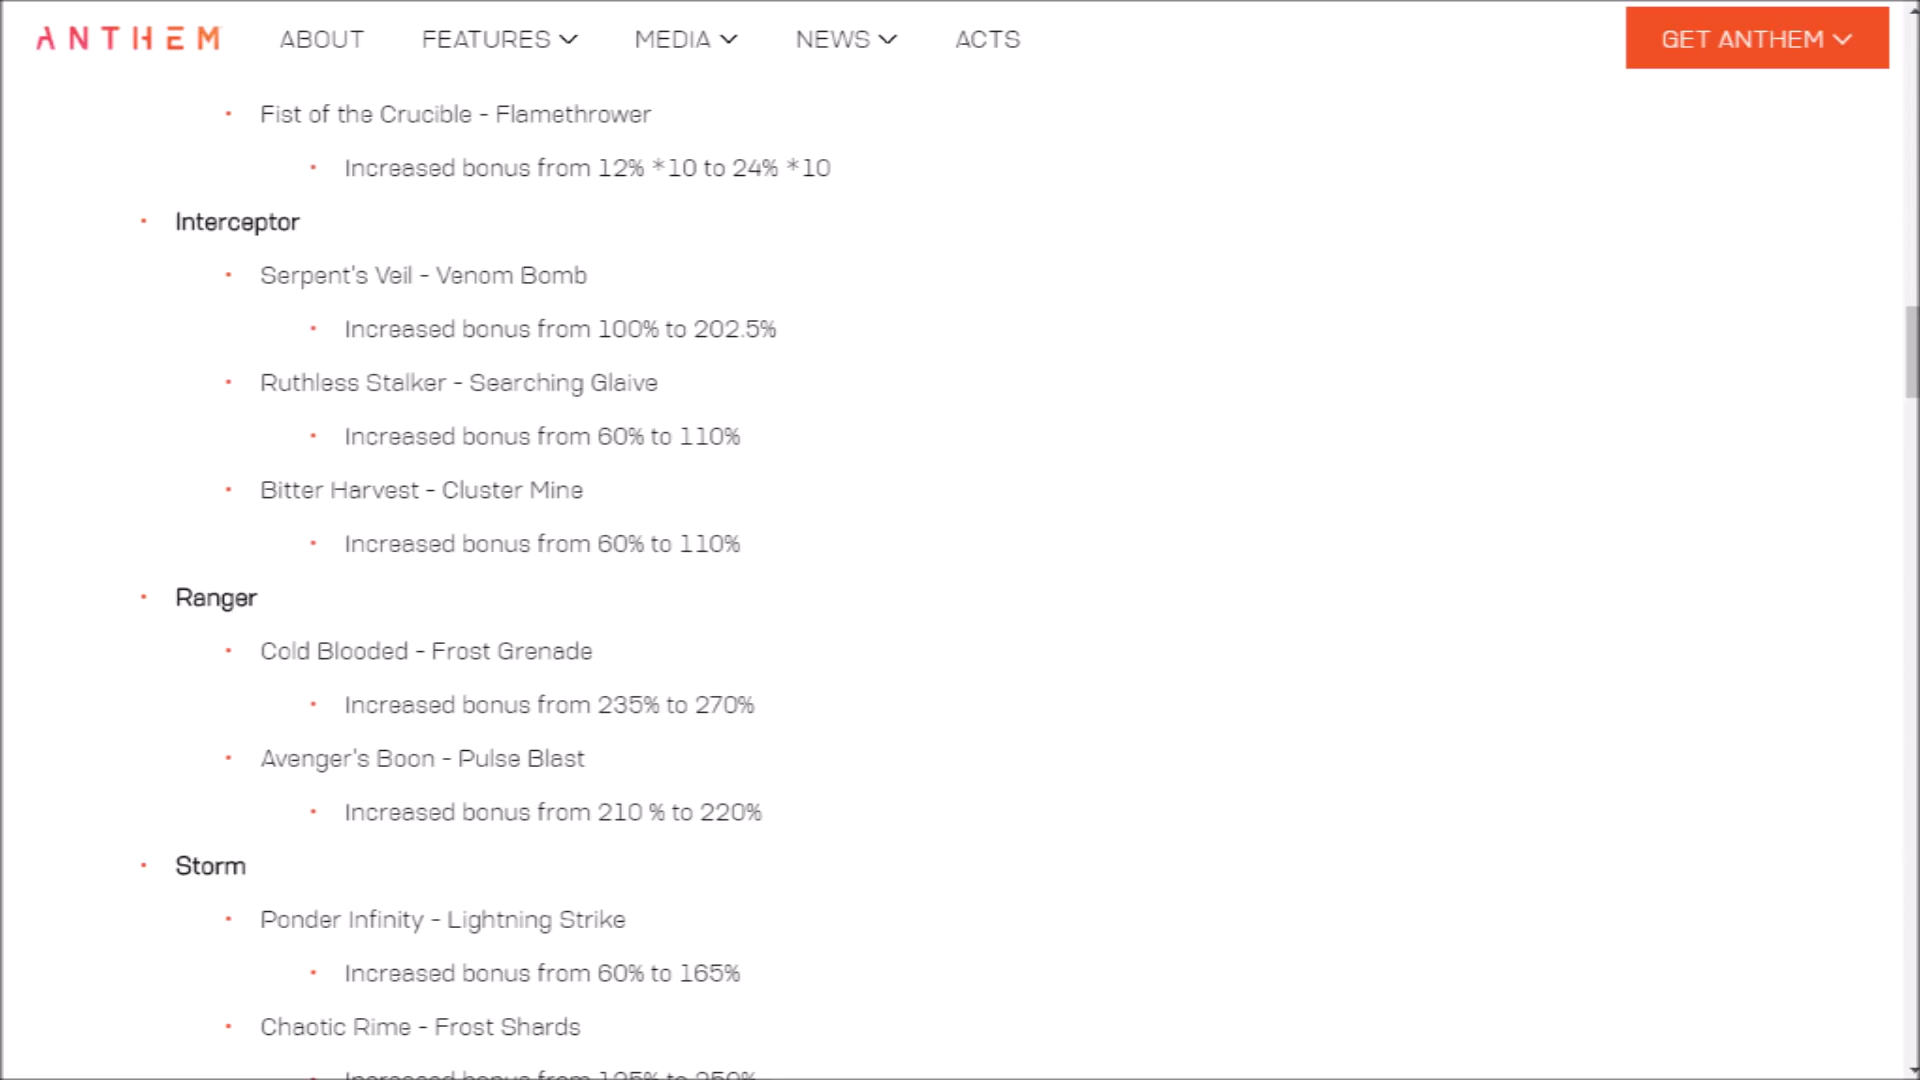 ANTHEM ABOUT FEATURES MEDIA NEWS ACTS GET ANTHEM
Fist of the Crucible - Flamethrower
Increased bonus from 12% *10 to 24% *10
Interceptor
Serpent's Veil - Venom Bomb
Increased bonus from 100% to 202.5%
Ruthless Stalker - Searching Glaive
Increased bonus from 60% to 110%
Bitter Harvest - Cluster Mine
Increased bonus from 60% to 110%
Ranger
Cold Blooded - Frost Grenade
Increased bonus from 235% to 270%
Avenger's Boon - Pulse Blast
Increased bonus from 210 % to 220%
Storm
Ponder Infinity - Lightning Strike
Increased bonus from 60% to 165%
Chaotic Rime - Frost Shards
Increased bonus from